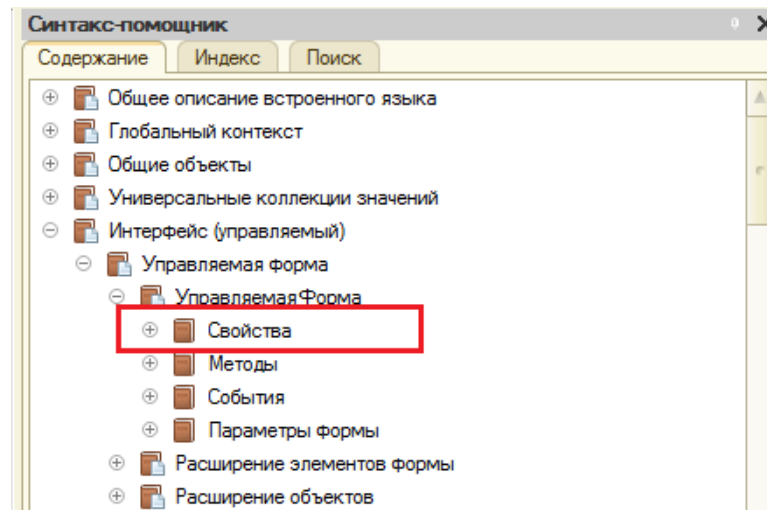 Синтакс-помощник
Содержание Индекс Поиск
Общее описание встроенного языка
Глобальный контекст
Общие объекты
Универсальные коллекции значений
Интерфейс (управляемый)
Управляемая форма
УправляемаяФорма
Свойства
Методы
События
Параметры формы
Расширение элементов формы
Расширение объектов